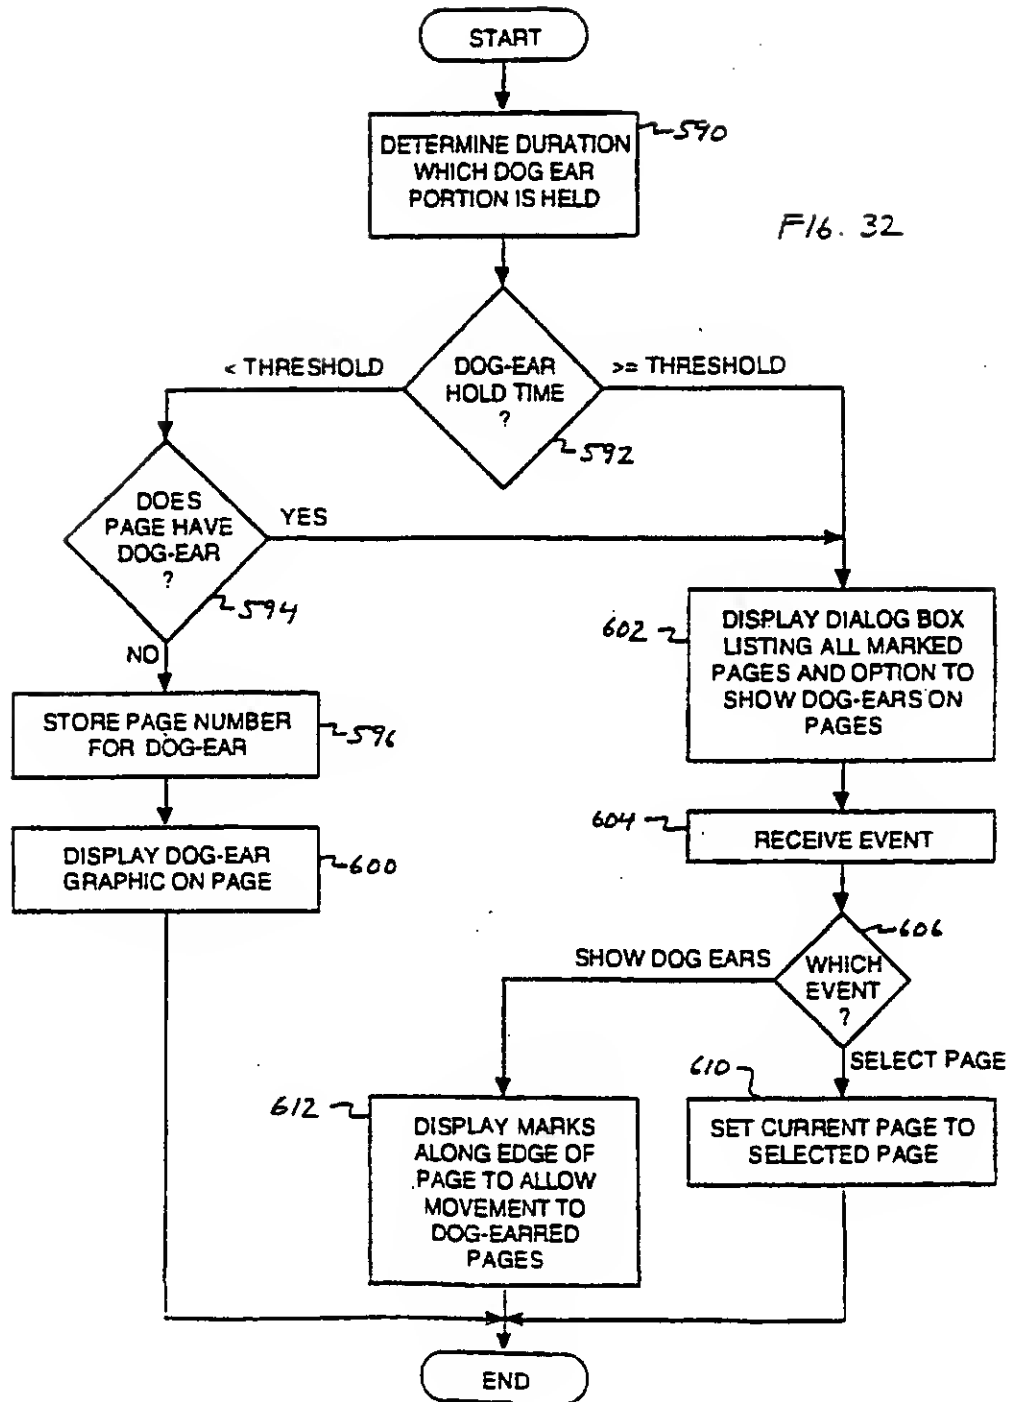 START
DETERMINE DURATION
WHICH DOG EAR
PORTION IS HELD
590
FIG. 32
DOG-EAR
HOLD TIME
?
< THRESHOLD
>= THRESHOLD
592
DOES
PAGE HAVE
DOG-EAR
?
YES
594
NO
STORE PAGE NUMBER
FOR DOG-EAR
596
DISPLAY DOG-EAR
GRAPHIC ON PAGE
600
602
DISPLAY DIALOG BOX
LISTING ALL MARKED
PAGES AND OPTION TO
SHOW DOG-EARS ON
PAGES
604
RECEIVE EVENT
606
WHICH
EVENT
?
SHOW DOG EARS
SELECT PAGE
612
DISPLAY MARKS
ALONG EDGE OF
PAGE TO ALLOW
MOVEMENT TO
DOG-EARRED
PAGES
610
SET CURRENT PAGE TO
SELECTED PAGE
END